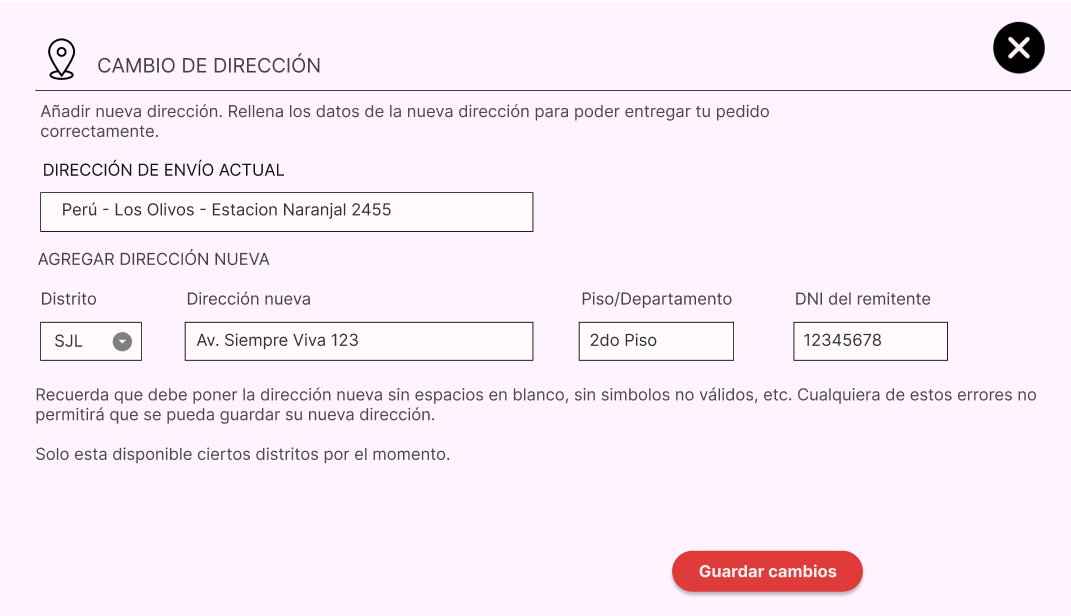 CAMBIO DE DIRECCIÓN
Añadir nueva dirección. Rellena los datos de la nueva dirección para poder entregar tu pedido
correctamente.
DIRECCIÓN DE ENVÍO ACTUAL
Perú - Los Olivos - Estacion Naranjal 2455
AGREGAR DIRECCIÓN NUEVA
Distrito Dirección nueva Piso/Departamento DNI del remitente
SJL Av. Siempre Viva 123 2do Piso 12345678
Recuerda que debe poner la dirección nueva sin espacios en blanco, sin simbolos no válidos, etc. Cualquiera de estos errores no
permitirá que se pueda guardar su nueva dirección.
Solo esta disponible ciertos distritos por el momento.
Guardar cambios